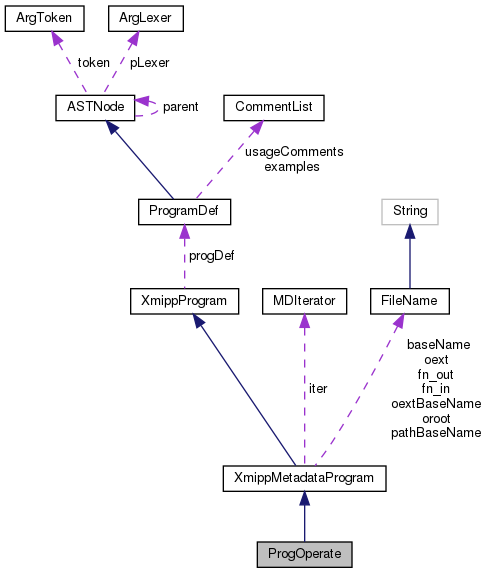 ArgToken
ArgLexer
token
pLexer
ASTNode
parent
CommentList
usageComments
examples
ProgramDef
String
progDef
XmippProgram
MDIterator
FileName
baseName
oext
fn_out
fn_in
oextBaseName
oroot
pathBaseName
iter
XmippMetadataProgram
ProgOperate